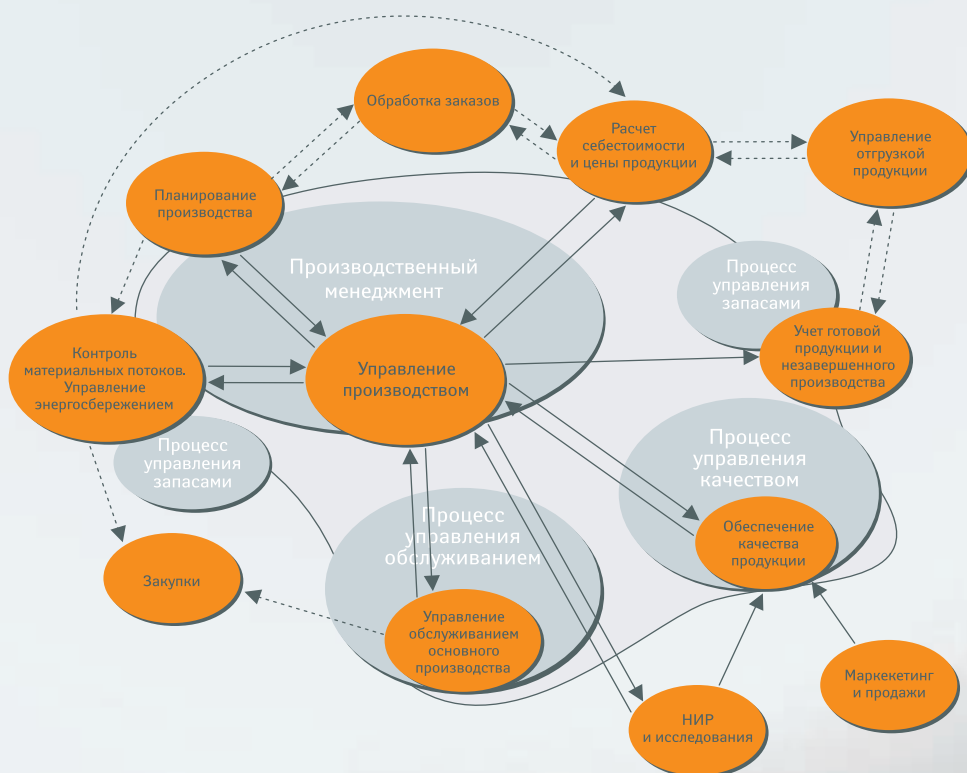 Обработка заказов
Расчет
себестоимости
и цены продукции
Управление
отгрузкой
продукции
Планирование
производства
Производственный
менеджмент
Процесс
управления
запасами
Учет готовой
продукции и
незавершенного
производства
Контроль
материальных потоков.
Управление
энергосбережением
Управление
производством
Процесс
управления
запасами
Процесс
управления
качеством
Обеспечение
качества
продукции
Процесс
управления
обслуживанием
Закупки
Управление
обслуживанием
основного
производства
Маркекетинг
и продажи
НИР
и исследования